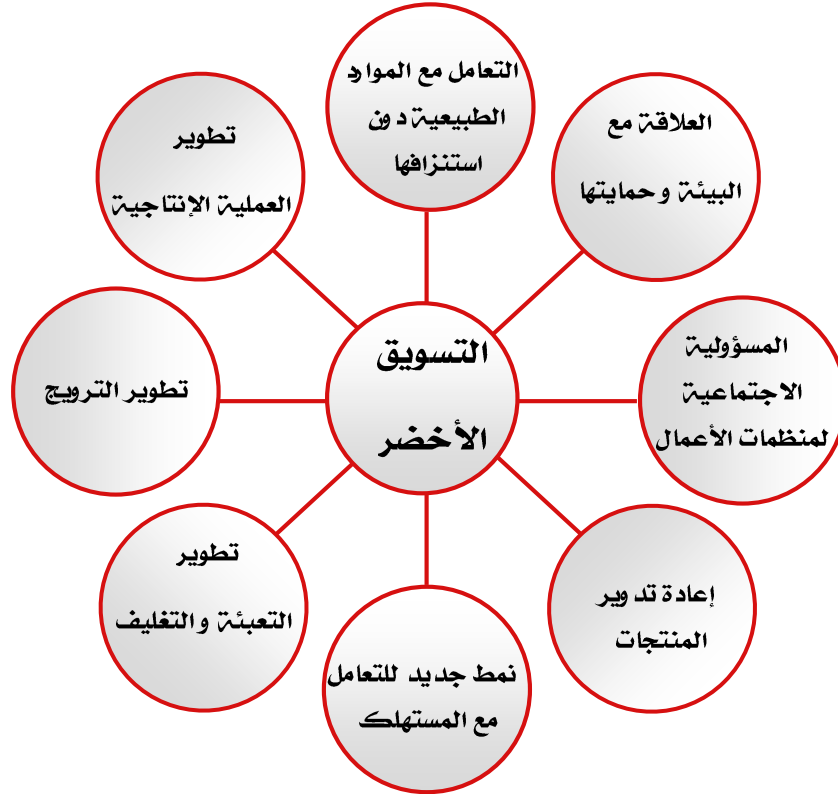 التسويق
الأخضر
التعامل مع الموارد
الطبيعية دون
استنزافها
العلاقة مع
البيئة وحمايتها
المسؤولية
الاجتماعية
لمنظمات الأعمال
إعادة تدوير
المنتجات
نمط جديد للتعامل
مع المستهلك
تطوير
التعبئة والتغليف
تطوير الترويج
تطوير
العملية الإنتاجية